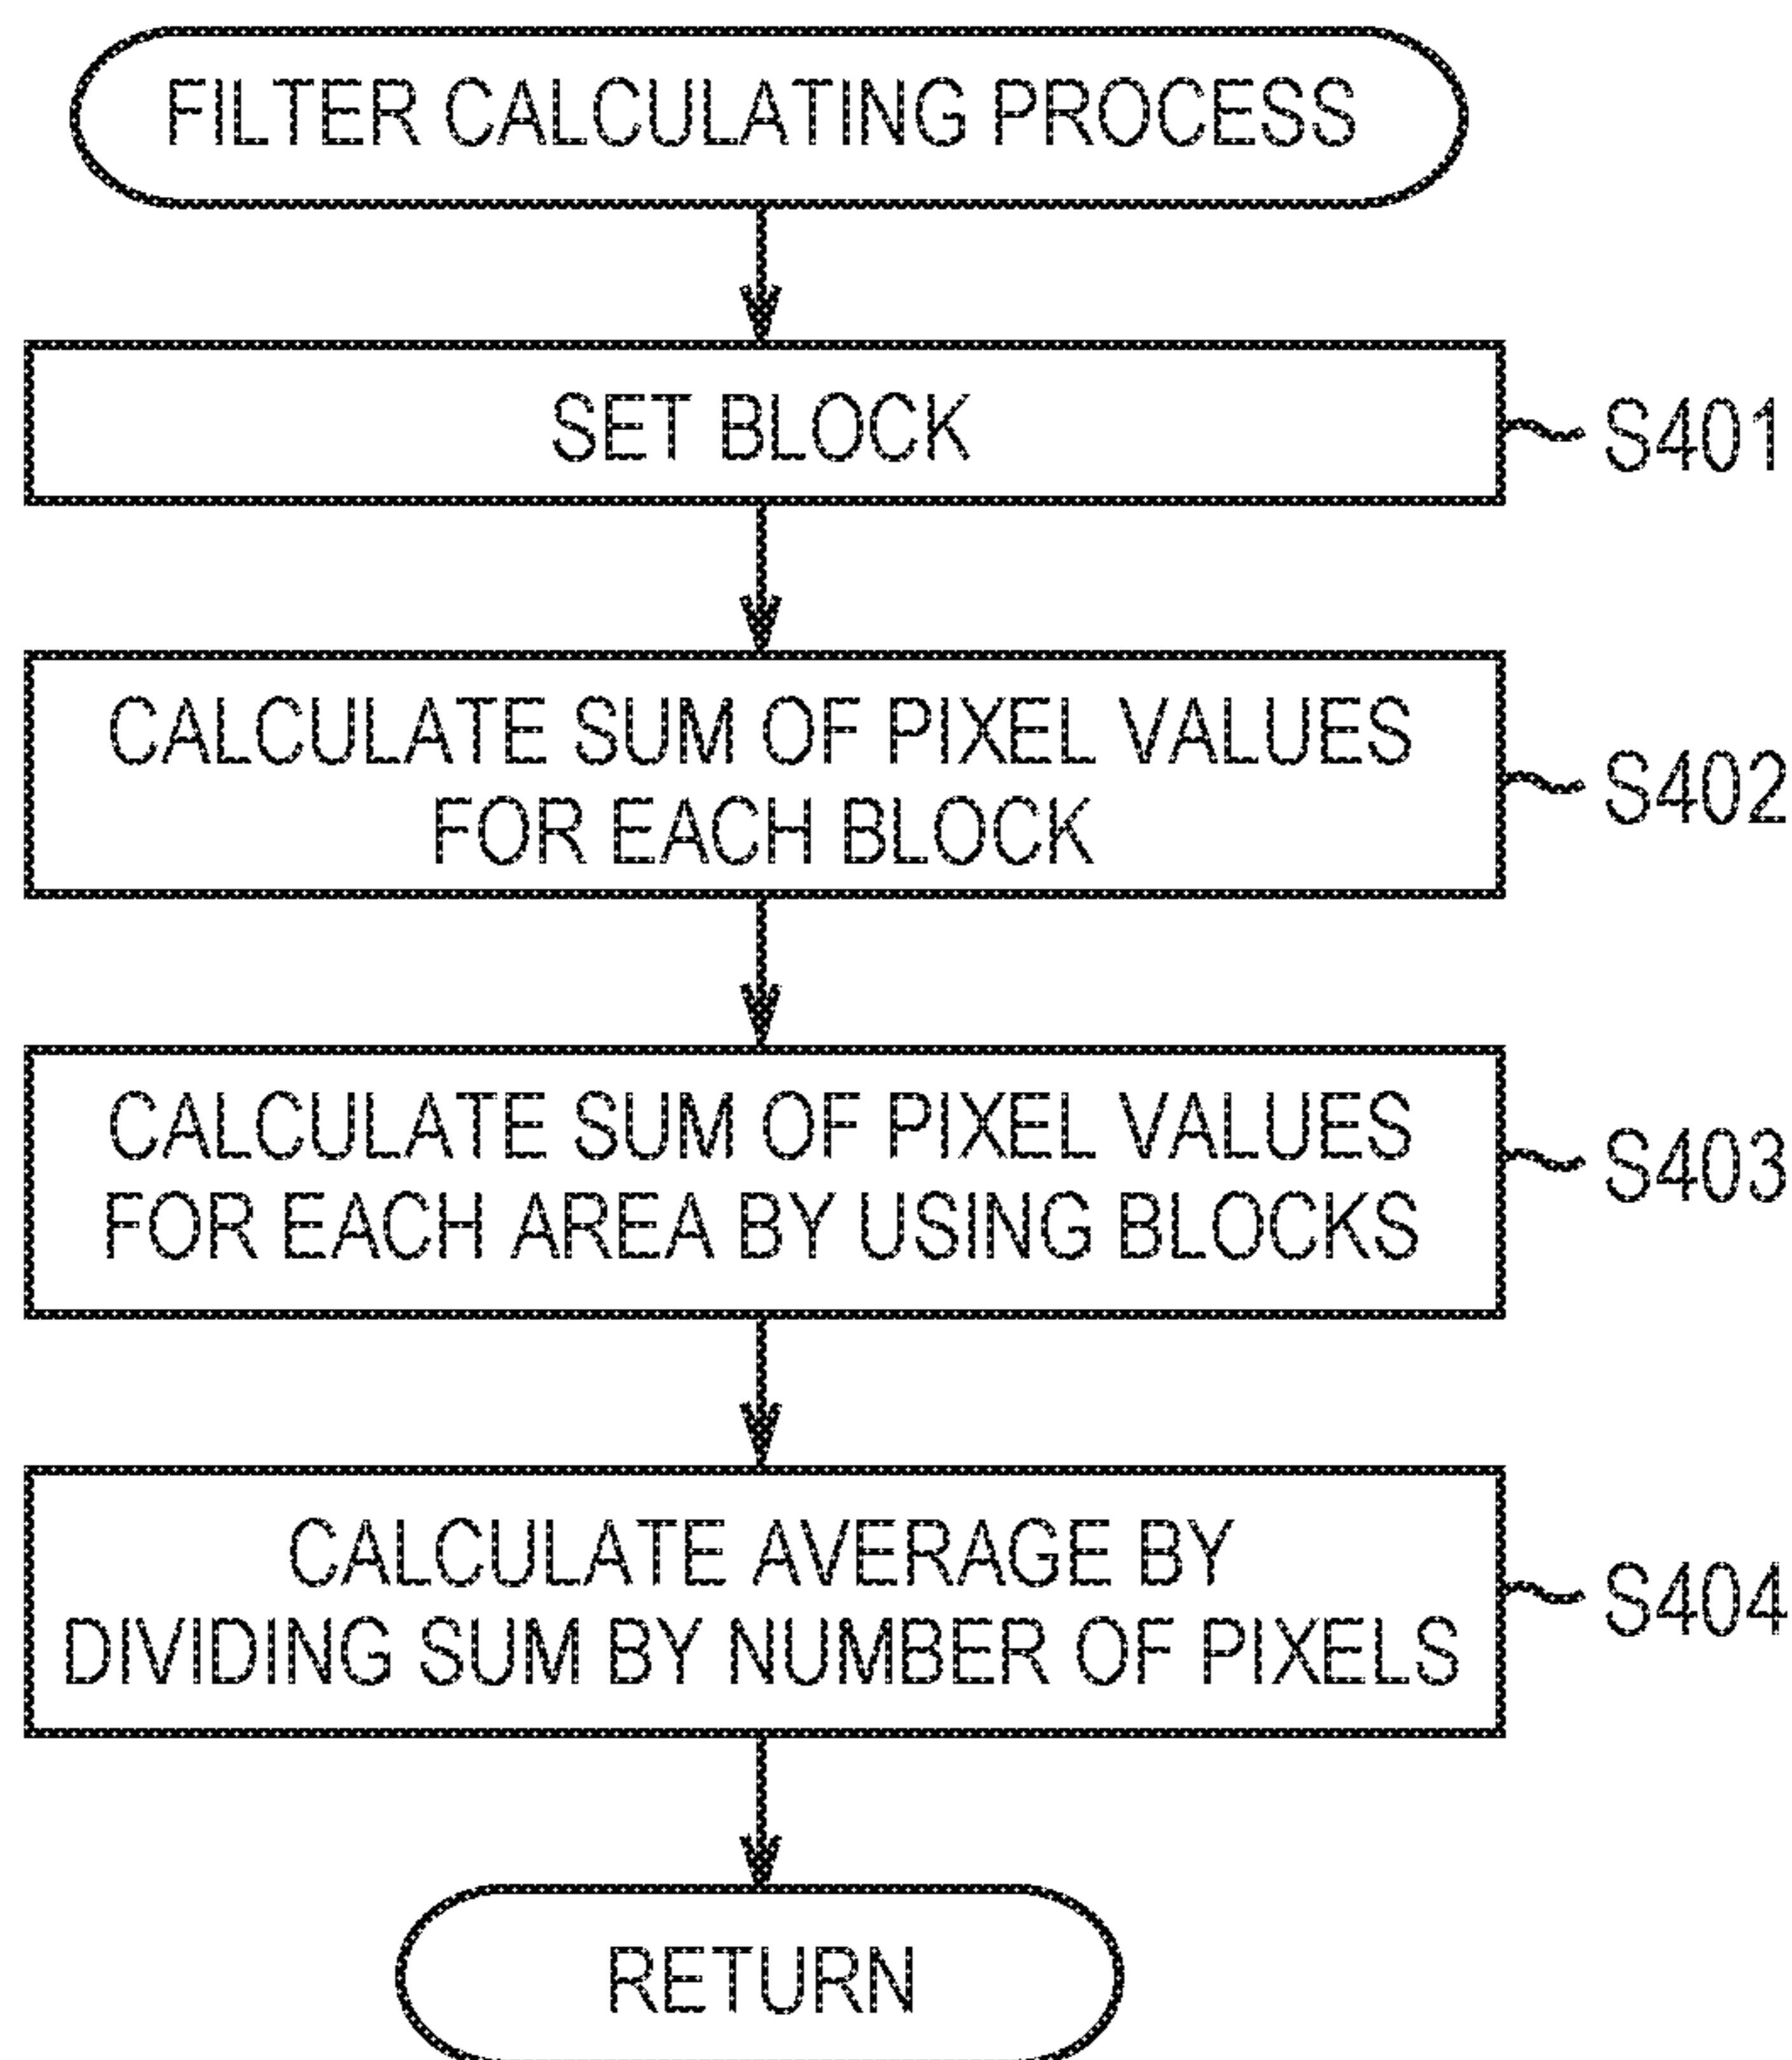 FILTER CALCULATING PROCESS
SET BLOCK
S401
CALCULATE SUM OF PIXEL VALUES
FOR EACH BLOCK
S402
CALCULATE SUM OF PIXEL VALUES
FOR EACH AREA BY USING BLOCKS
S403
CALCULATE AVERAGE BY
DIVIDING SUM BY NUMBER OF PIXELS
S404
RETURN